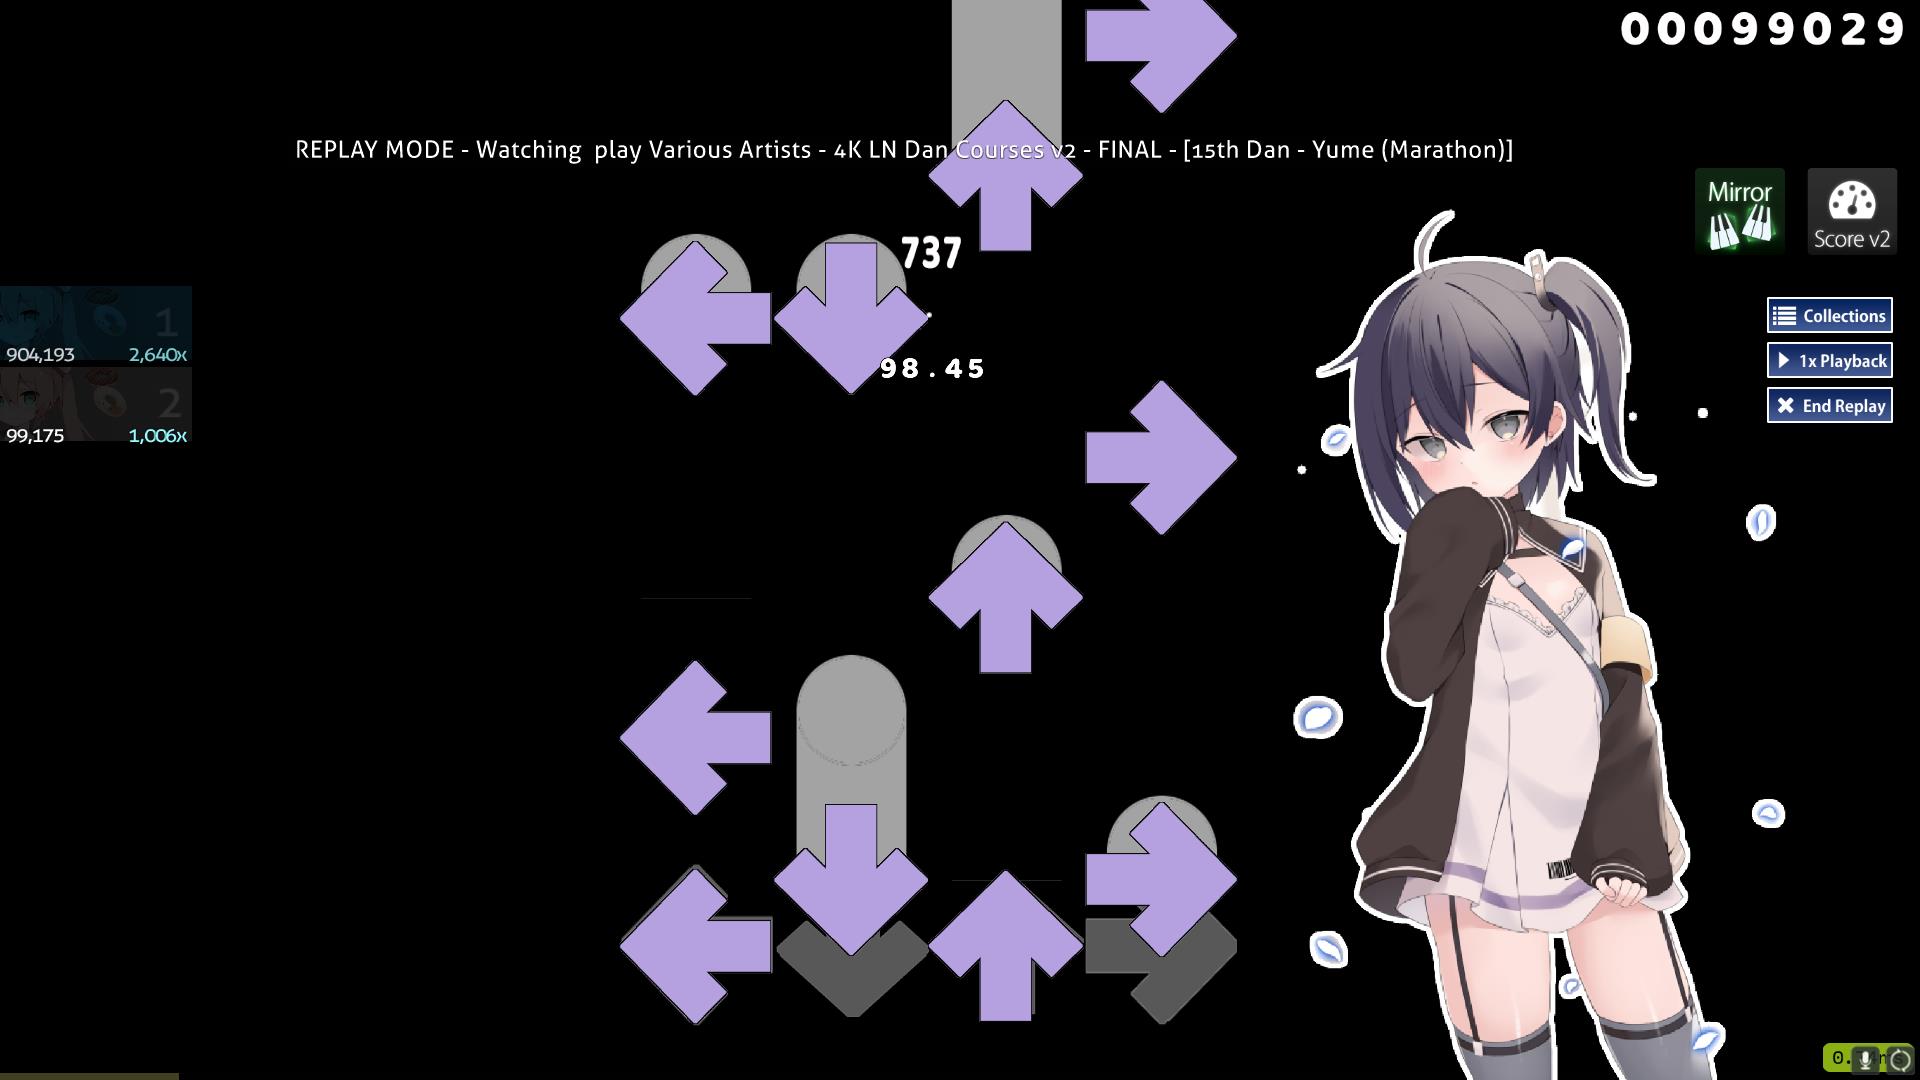 00099029
REPLAY MODE - Watching  play Various Artists - 4K LN Dan Courses v2 - FINAL - [15th Dan - Yume (Marathon)]
Mirror
Score v2
737
1
904,193 2,640x
2
99,175 1,006x
98.45
Collections
1x Playback
End Replay